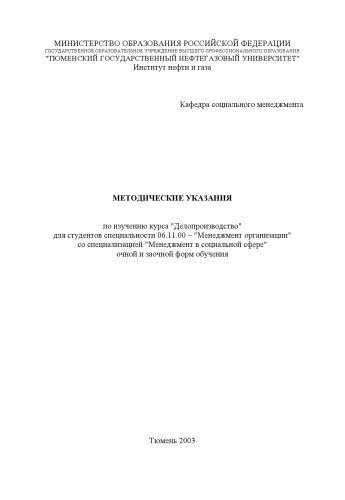 МИНИСТЕРСТВО ОБРАЗОВАНИЯ РОССИЙСКОЙ ФЕДЕРАЦИИ
ГОСУДАРСТВЕННОЕ ОБРАЗОВАТЕЛЬНОЕ УЧРЕЖДЕНИЕ ВЫСШЕГО ПРОФЕССИОНАЛЬНОГО ОБРАЗОВАНИЯ
"ТЮМЕНСКИЙ ГОСУДАРСТВЕННЫЙ НЕФТЕГАЗОВЫЙ УНИВЕРСИТЕТ"
Институт нефти и газа
Кафедра социального менеджмента
МЕТОДИЧЕСКИЕ УКАЗАНИЯ
по изучению курса "Делопроизводство"
для студентов специальности 06.11.00 – "Менеджмент организации"
со специализацией "Менеджмент в социальной сфере"
очной и заочной форм обучения
Тюмень 2003